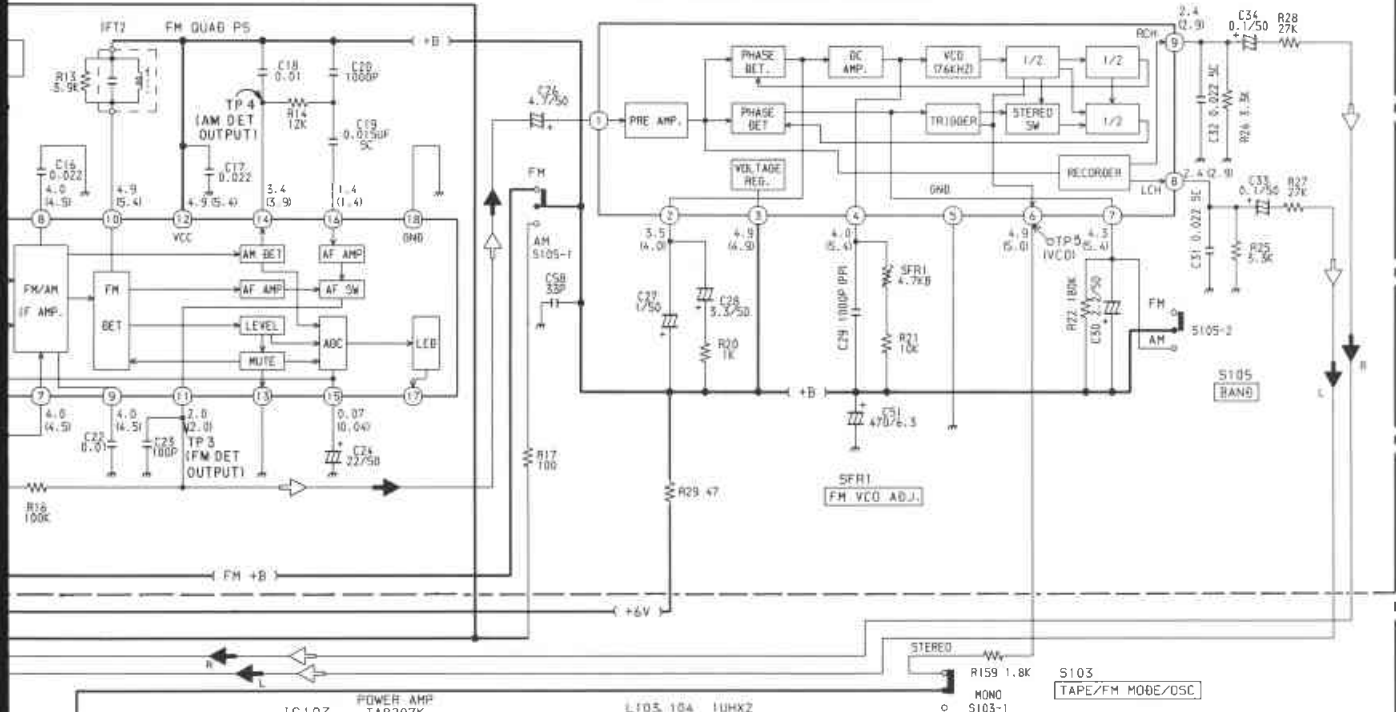 IFT2 FM QUAD PS
( +B )
R13
C18
0.01
C20
1000P
TP 4
(AM DET
OUTPUT)
R14
12K
C19
0.015UF
SC
C16
0.022
C17
0.022
4.0
(4.5)
4.9
(5.4)
4.9 (5.4)
3.4
(3.9)
1.4
(1.4)
8
10
12
14
16
18
VCC
GND
FM/AM
IF AMP.
FM
DET
AM DET
AF AMP
AF AMP
AF SW
LEVEL
MUTE
AGC
LED
7
9
11
13
15
17
4.0
(4.5)
4.0
(4.5)
2.0
(2.0)
0.07
(0.04)
C22
0.01
C23
100P
TP 3
(FM DET
OUTPUT)
C24
22/50
R16
100K
C26
4.7/50
FM
AM
S105-1
C58
33P
R17
100
1
PRE AMP.
PHASE
DET.
DC
AMP.
VCO
(76KHZ)
1/2
1/2
PHASE
DET
TRIGGER
STEREO
SW
1/2
VOLTAGE
REG.
RECORDER
GND
RCH
LCH
9
8
2
3
4
5
6
7
3.5
(4.0)
4.9
(4.9)
4.0
(5.4)
4.9
(5.0)
TP5
(VCO)
4.3
(5.4)
C27
1/50
C28
3.3/50
R20
1K
C29 1000P (PP)
SFR1
4.7KB
R21
10K
R22 180K
C30 2.2/50
FM
AM
S105-2
2.4
(2.9)
C34
0.1/50
R28
27K
C32 0.022 SC
R26 3.3K
2.4 (2.9)
C33
0.1/50
R27
27K
C31 0.022 SC
R25
3.3K
S105
BAND
R
L
( +B )
C51
470/6.3
R29 47
SFR1
FM VCO ADJ.
( FM +B )
( +6V )
R
L
STEREO
R159 1.8K
MONO
S103-1
S103
TAPE/FM MODE/OSC
POWER AMP
L103, 104 1UHX2